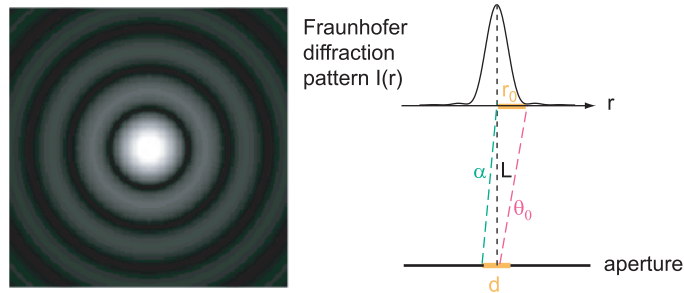 Fraunhofer
diffraction
pattern I(r)
r₀
r
α
L
θ₀
aperture
d